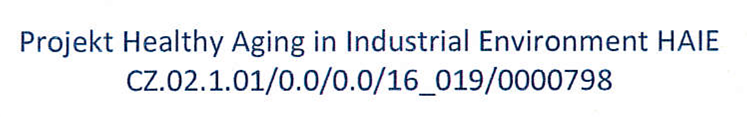 Projekt Healthy Aging in Industrial Environment HAIE
CZ.02.1.01/0.0/0.0/16_019/0000798